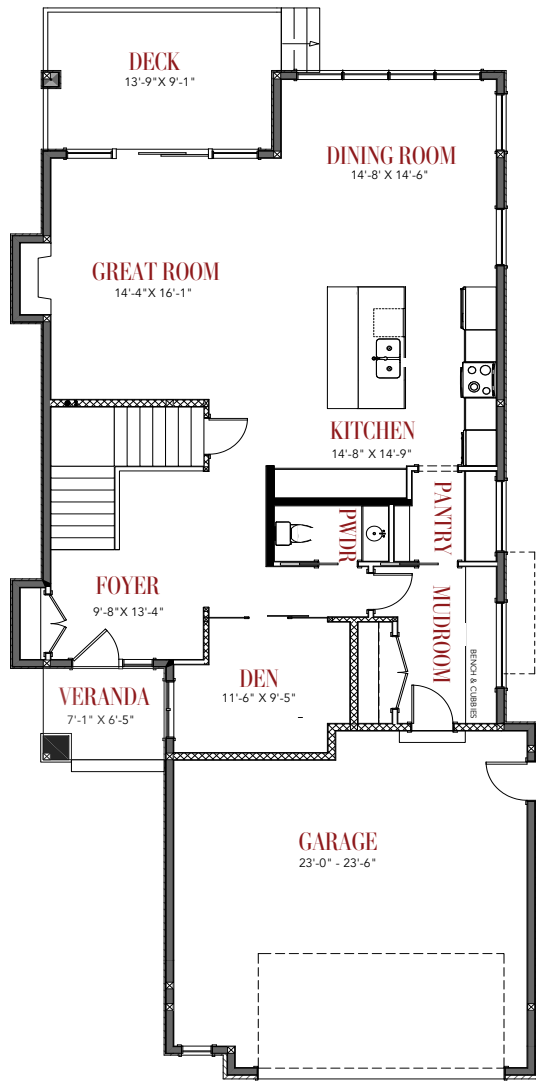 DECK
13'-9"X 9'-1"
DINING ROOM
14'-8' X 14'-6"
GREAT ROOM
14'-4"X 16'-1"
KITCHEN
14'-8" X 14'-9"
PWDR
PANTRY
FOYER
9'-8"X 13'-4"
MUDROOM
BENCH & CUBBIES
DEN
11'-6" X 9'-5"
VERANDA
7'-1" X 6'-5"
GARAGE
23'-0" - 23'-6"